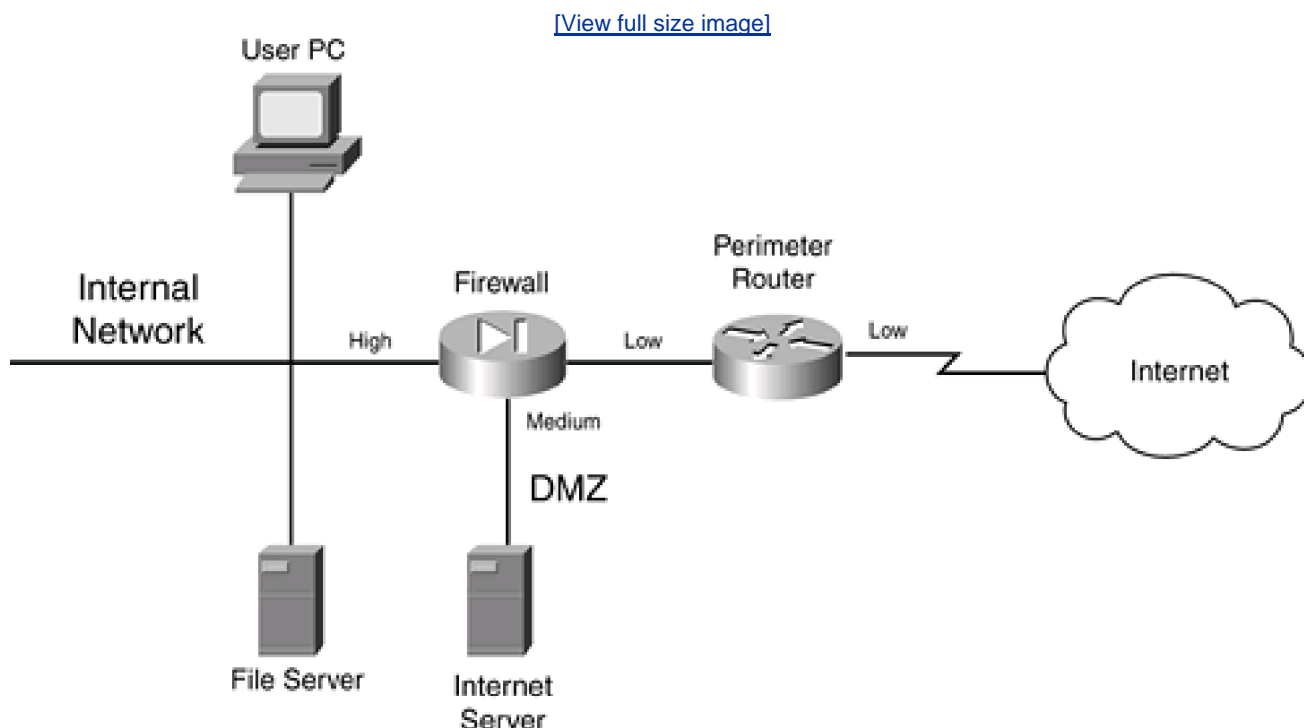 [View full size image]
User PC
Perimeter
Router
Firewall
Internal
Network
High
Low
Low
Internet
Medium
DMZ
File Server
Internet
Server